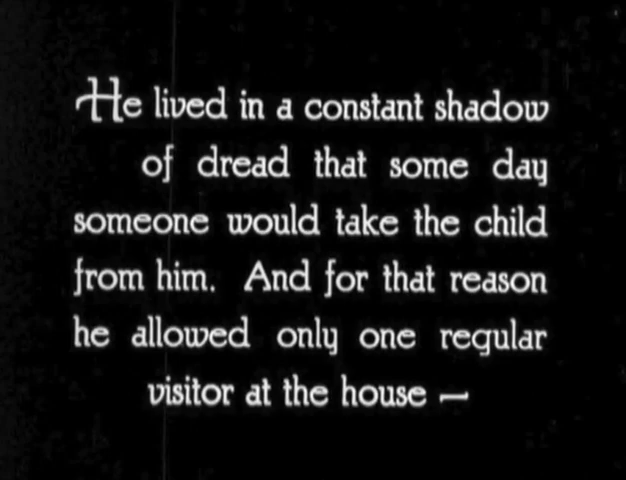 He lived in a constant shadow
of dread that some day
someone would take the child
from him. And for that reason
he allowed only one regular
visitor at the house —